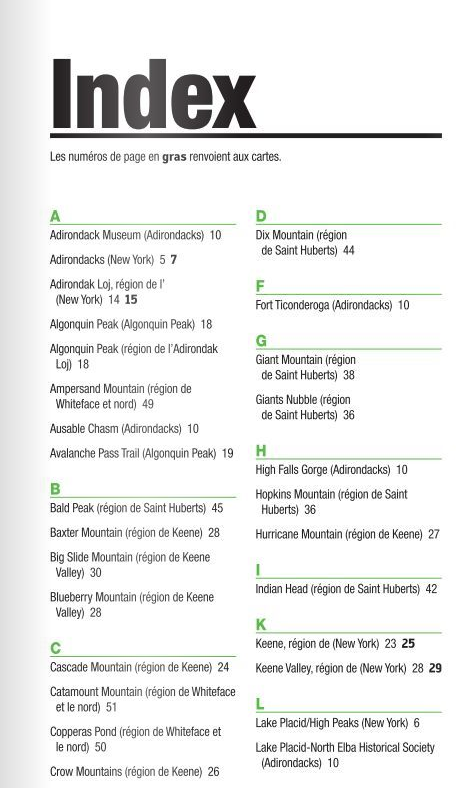 Index
Les numéros de page en gras renvoient aux cartes.
A
Adirondack Museum (Adirondacks) 10
Adirondacks (New York) 5 7
Adirondak Loj, région de l'
(New York) 14 15
Algonquin Peak (Algonquin Peak) 18
Algonquin Peak (région de l'Adirondak
Loj) 18
Ampersand Mountain (région de
Whiteface et nord) 49
Ausable Chasm (Adirondacks) 10
Avalanche Pass Trail (Algonquin Peak) 19
B
Bald Peak (région de Saint Huberts) 45
Baxter Mountain (région de Keene) 28
Big Slide Mountain (région de Keene
Valley) 30
Blueberry Mountain (région de Keene
Valley) 28
C
Cascade Mountain (région de Keene) 24
Catamount Mountain (région de Whiteface
et le nord) 51
Copperas Pond (région de Whiteface et
le nord) 50
Crow Mountains (région de Keene) 26
D
Dix Mountain (région
de Saint Huberts) 44
F
Fort Ticonderoga (Adirondacks) 10
G
Giant Mountain (région
de Saint Huberts) 38
Giants Nubble (région
de Saint Huberts) 36
H
High Falls Gorge (Adirondacks) 10
Hopkins Mountain (région de Saint
Huberts) 36
Hurricane Mountain (région de Keene) 27
I
Indian Head (région de Saint Huberts) 42
K
Keene, région de (New York) 23 25
Keene Valley, région de (New York) 28 29
L
Lake Placid/High Peaks (New York) 6
Lake Placid-North Elba Historical Society
(Adirondacks) 10